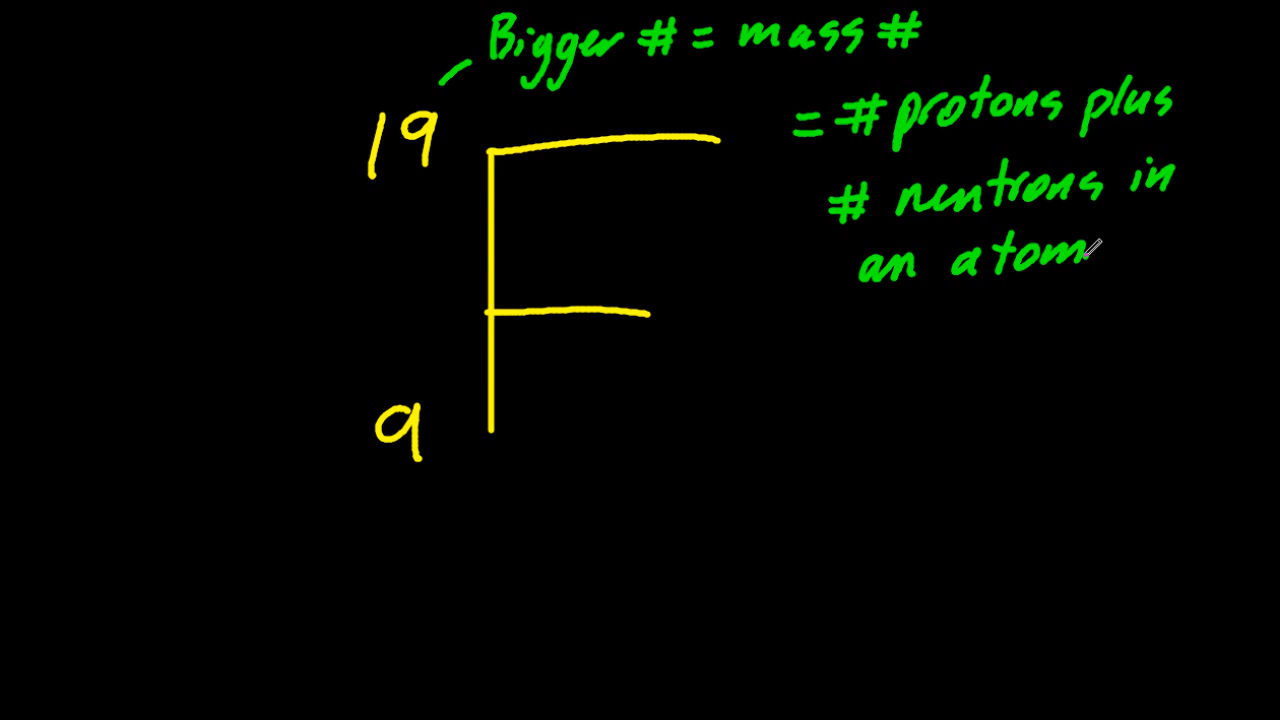 Bigger # = mass #
= # protons plus
# neutrons in
an atom
19
F
9